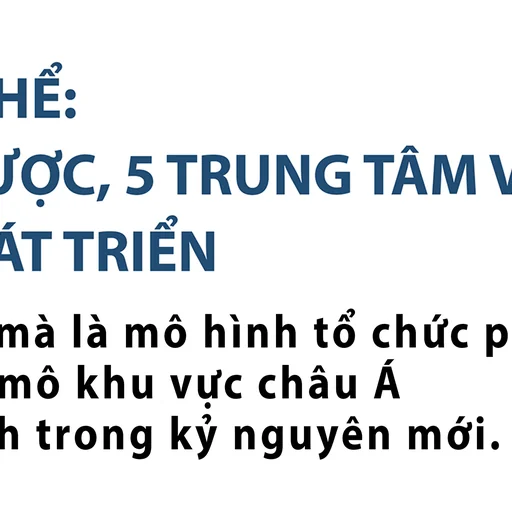 HỂ:
ƯỢC, 5 TRUNG TÂM V
ÁT TRIỂN
mà là mô hình tổ chức p
mô khu vực châu Á
h trong kỷ nguyên mới.